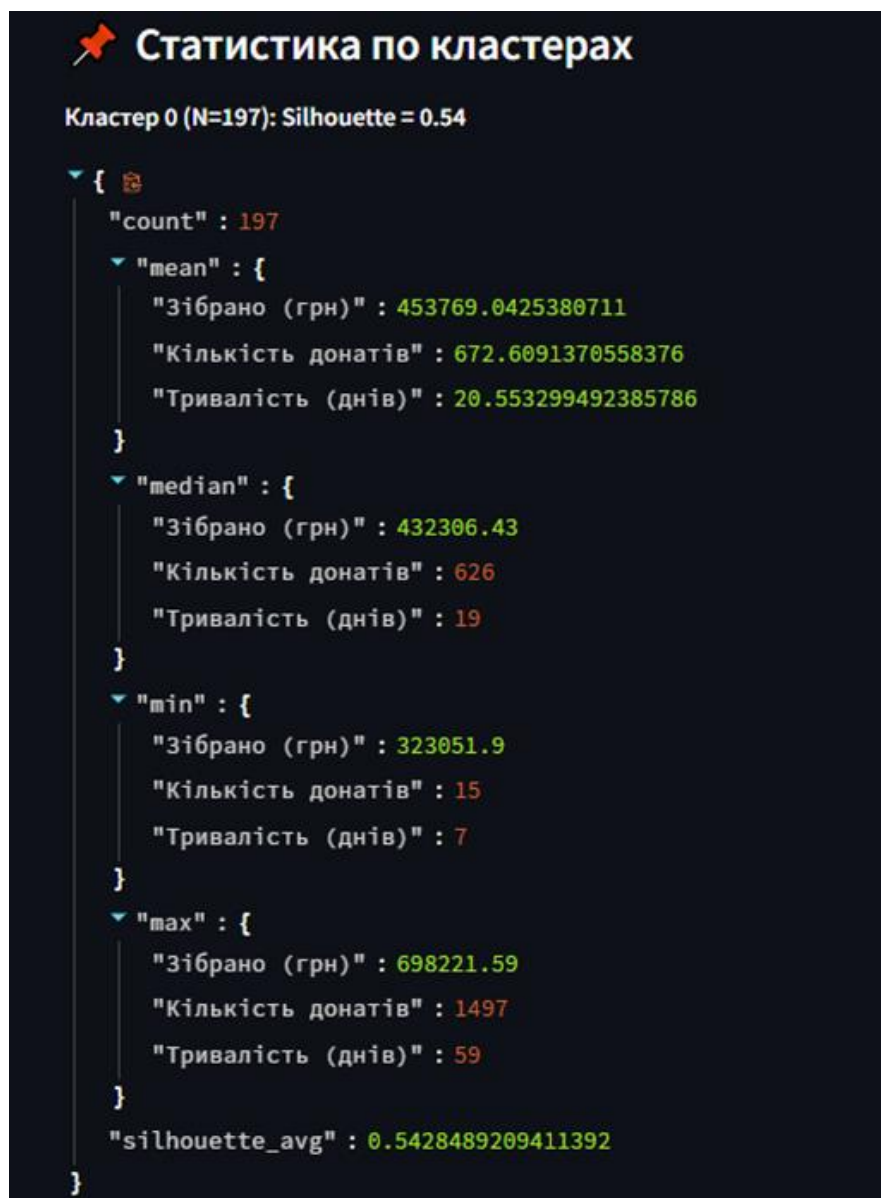 📌 Статистика по кластерах
Кластер 0 (N=197): Silhouette = 0.54
{
"count" : 197
"mean" : {
"Зібрано (грн)" : 453769.0425380711
"Кількість донатів" : 672.6091370558376
"Тривалість (днів)" : 20.553299492385786
}
"median" : {
"Зібрано (грн)" : 432306.43
"Кількість донатів" : 626
"Тривалість (днів)" : 19
}
"min" : {
"Зібрано (грн)" : 323051.9
"Кількість донатів" : 15
"Тривалість (днів)" : 7
}
"max" : {
"Зібрано (грн)" : 698221.59
"Кількість донатів" : 1497
"Тривалість (днів)" : 59
}
"silhouette_avg" : 0.5428489209411392
}